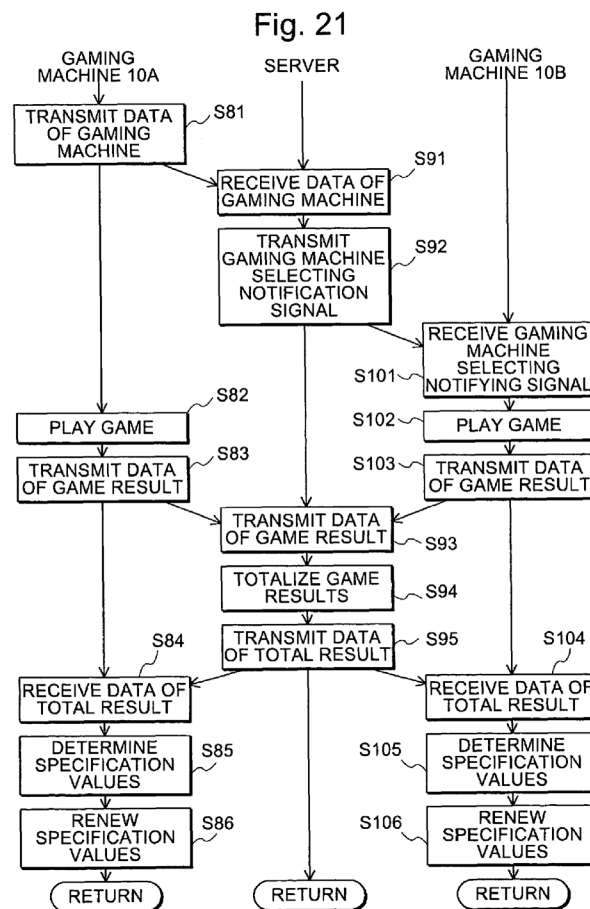 Fig. 21
GAMING
MACHINE 10A
SERVER
GAMING
MACHINE 10B
TRANSMIT DATA
OF GAMING
MACHINE
S81
RECEIVE DATA OF
GAMING MACHINE
S91
TRANSMIT
GAMING MACHINE
SELECTING
NOTIFICATION
SIGNAL
S92
RECEIVE GAMING
MACHINE
SELECTING
NOTIFYING SIGNAL
S101
S82
PLAY GAME
S102
PLAY GAME
S83
TRANSMIT DATA
OF GAME RESULT
S103
TRANSMIT DATA
OF GAME RESULT
TRANSMIT DATA
OF GAME RESULT
S93
TOTALIZE GAME
RESULTS
S94
TRANSMIT DATA
OF TOTAL RESULT
S95
S84
RECEIVE DATA OF
TOTAL RESULT
S104
RECEIVE DATA OF
TOTAL RESULT
DETERMINE
SPECIFICATION
VALUES
S85
S105
DETERMINE
SPECIFICATION
VALUES
RENEW
SPECIFICATION
VALUES
S86
S106
RENEW
SPECIFICATION
VALUES
RETURN
RETURN
RETURN